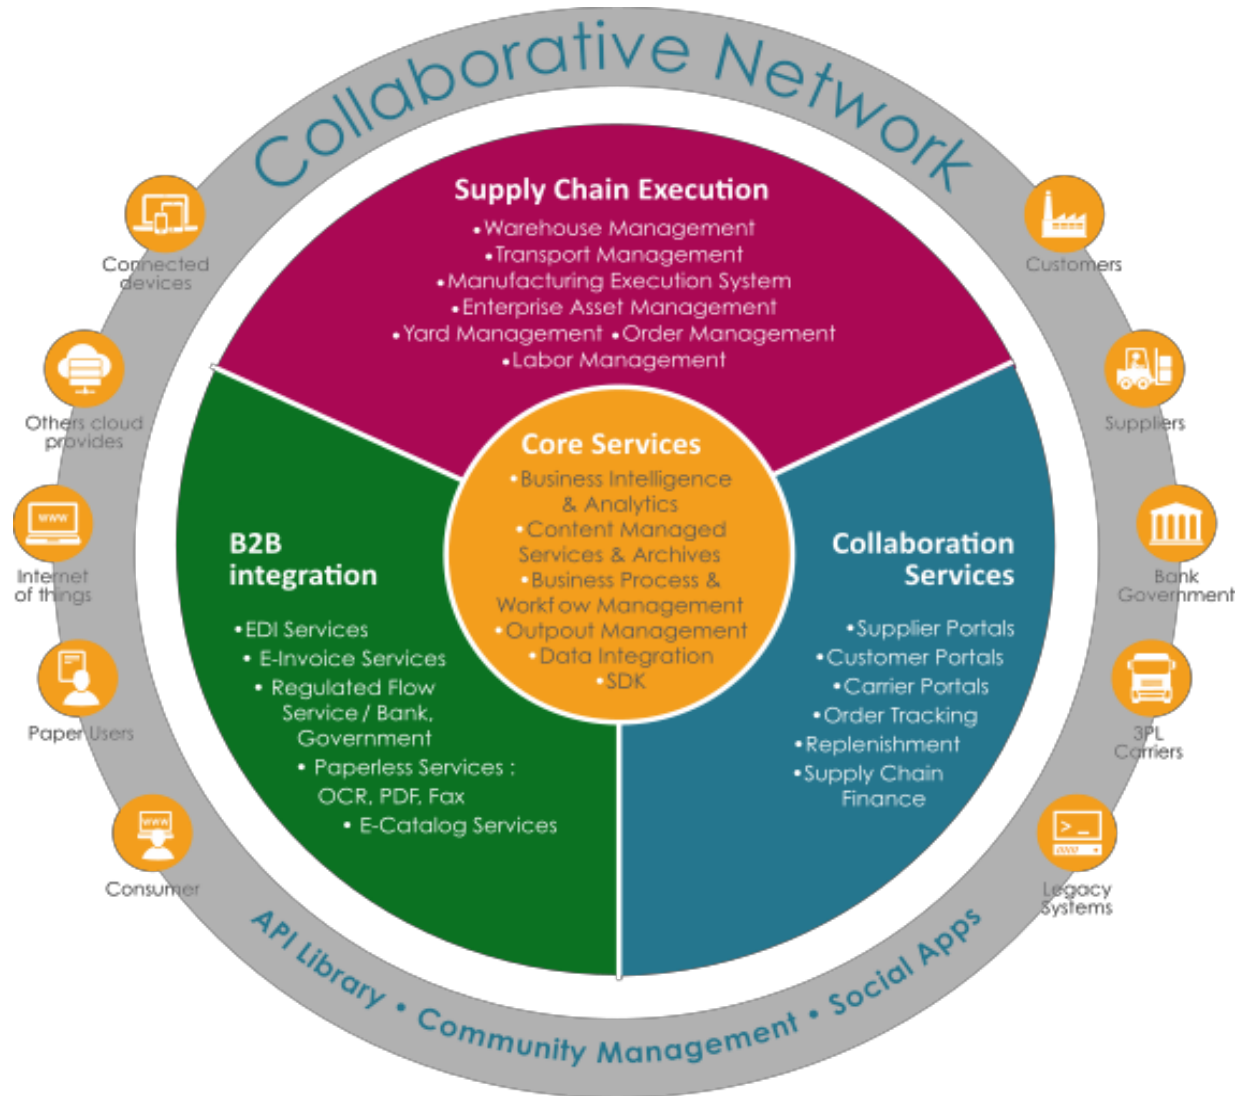 Collaborative Network
Supply Chain Execution
•Warehouse Management
•Transport Management
•Manufacturing Execution System
•Enterprise Asset Management
•Yard Management •Order Management
•Labor Management
Core Services
•Business Intelligence
& Analytics
•Content Managed
Services & Archives
•Business Process &
Workflow Management
•Outpout Management
•Data Integration
•SDK
B2B
integration
•EDI Services
• E-Invoice Services
• Regulated Flow
Service / Bank,
Government
• Paperless Services :
OCR, PDF, Fax
• E-Catalog Services
Collaboration
Services
•Supplier Portals
•Customer Portals
•Carrier Portals
•Order Tracking
•Replenishment
•Supply Chain
Finance
Connected
devices
Others cloud
provides
www
Internet
of things
Paper Users
www
Consumer
Customers
Suppliers
Bank
Government
3PL
Carriers
>_
Legacy
Systems
API Library • Community Management • Social Apps